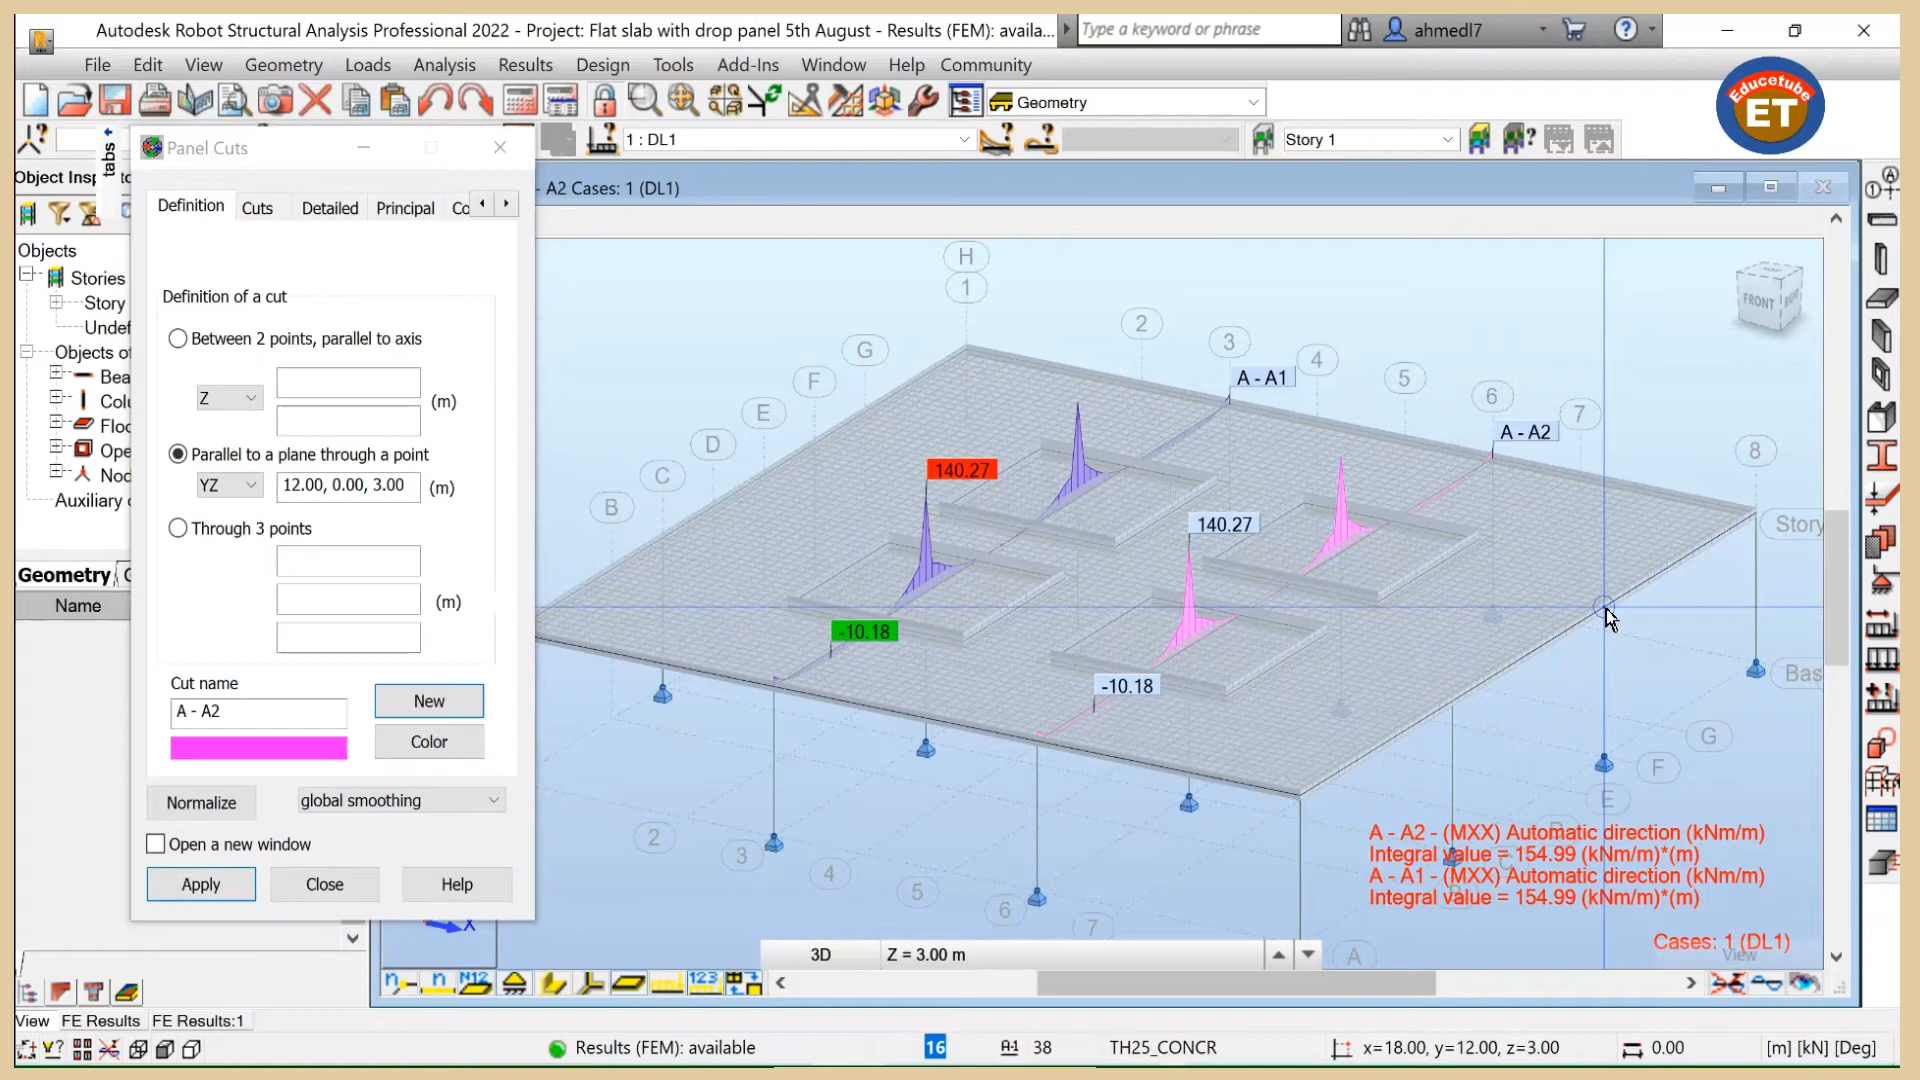 Autodesk Robot Structural Analysis Professional 2022 - Project: Flat slab with drop panel 5th August - Results (FEM): availa...
Type a keyword or phrase
ahmedl7
File Edit View Geometry Loads Analysis Results Design Tools Add-Ins Window Help Community
Educetube
ET
Geometry
1 : DL1
Story 1
tabs
Panel Cuts
Object Insp
- A2 Cases: 1 (DL1)
Definition Cuts Detailed Principal Co
Objects
Stories
Story
Undef
Objects of
Bea
Colu
Floo
Ope
Nod
Auxiliary o
Geometry
Name
Definition of a cut
Between 2 points, parallel to axis
Z
(m)
Parallel to a plane through a point
YZ
12.00, 0.00, 3.00
(m)
Through 3 points
(m)
Cut name
A - A2
New
Color
Normalize
global smoothing
Open a new window
Apply
Close
Help
H
1
2
3
4
5
6
7
8
G
F
E
D
C
B
A - A1
A - A2
140.27
140.27
-10.18
-10.18
FRONT
Story
Bas
G
F
E
2
3
4
5
6
7
A
A - A2 - (MXX) Automatic direction (kNm/m)
Integral value = 154.99 (kNm/m)*(m)
A - A1 - (MXX) Automatic direction (kNm/m)
Integral value = 154.99 (kNm/m)*(m)
Cases: 1 (DL1)
View
X
3D
Z = 3.00 m
View
FE Results
FE Results:1
Results (FEM): available
16
38
TH25_CONCR
x=18.00, y=12.00, z=3.00
0.00
[m] [kN] [Deg]